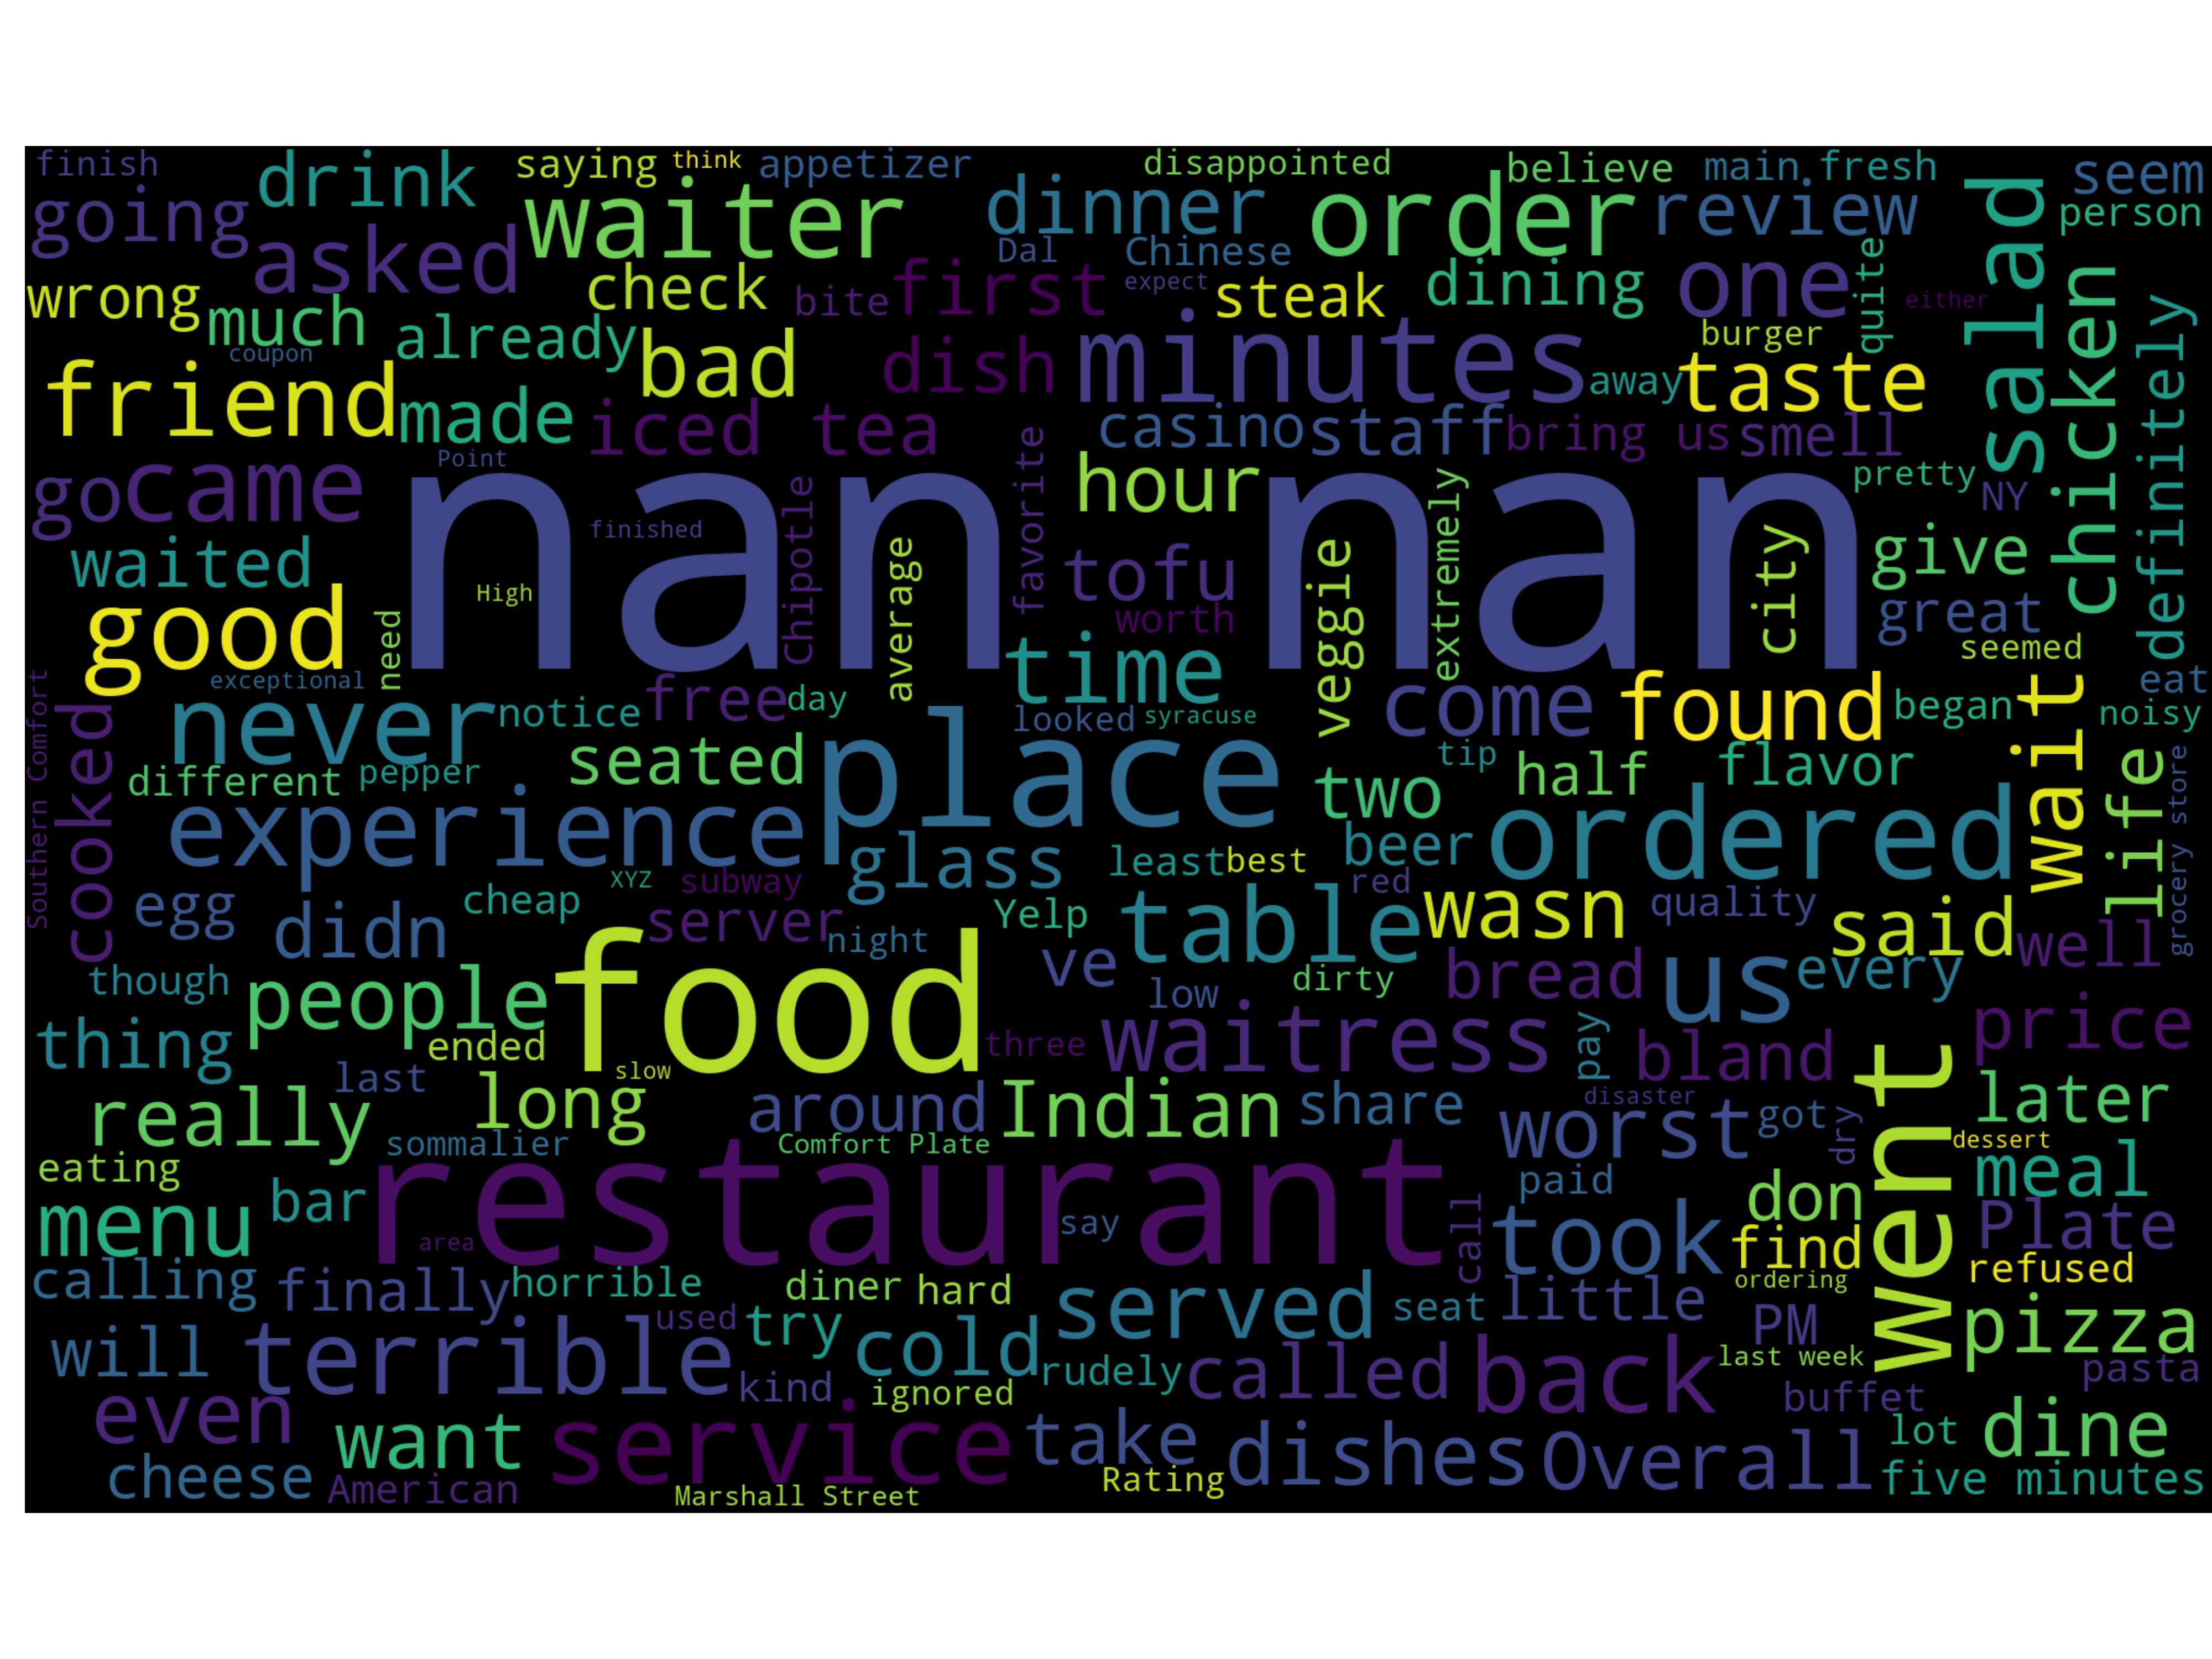 finish
drink
saying
think
appetizer
disappointed
believe
main
fresh
seem
going
asked
waiter
dinner
order
review
salad
person
Dal
Chinese
wrong
much
check
bite
first
expect
steak
dining
one
quite
either
chicken
definitely
coupon
already
bad
dish
minutes
burger
away
taste
friend
made
iced tea
casino
staff
bring us
smell
go
came
Point
nan nan
finished
High
Chipotle
average
favorite
hour
tofu
worth
veggie
extremely
city
pretty
NY
give
great
seemed
waited
good
need
exceptional
Southern Comfort
cooked
never
notice
free
day
time
looked
syracuse
come
found
began
wait
eat
noisy
different
pepper
seated
place
two
tip
half
flavor
life
grocery store
experience
glass
least
best
beer
ordered
egg
didn
cheap
XYZ
subway
server
night
Yelp
table
red
wasn
quality
said
well
though
people
food
ve
low
dirty
bread
us
every
thing
ended
slow
three
waitress
pay
bland
price
last
really
long
around
Indian
share
disaster
worst
got
dry
went
later
dessert
sommalier
Comfort Plate
eating
menu
bar
restaurant
area
say
call
paid
took
don
meal
Plate
find
refused
calling
finally
horrible
diner
hard
served
seat
little
ordering
PM
pizza
will
terrible
used
try
cold
rudely
called
back
last week
pasta
even
kind
ignored
buffet
want
service
take
dishes
Overall
lot
dine
cheese
American
Marshall Street
Rating
five minutes